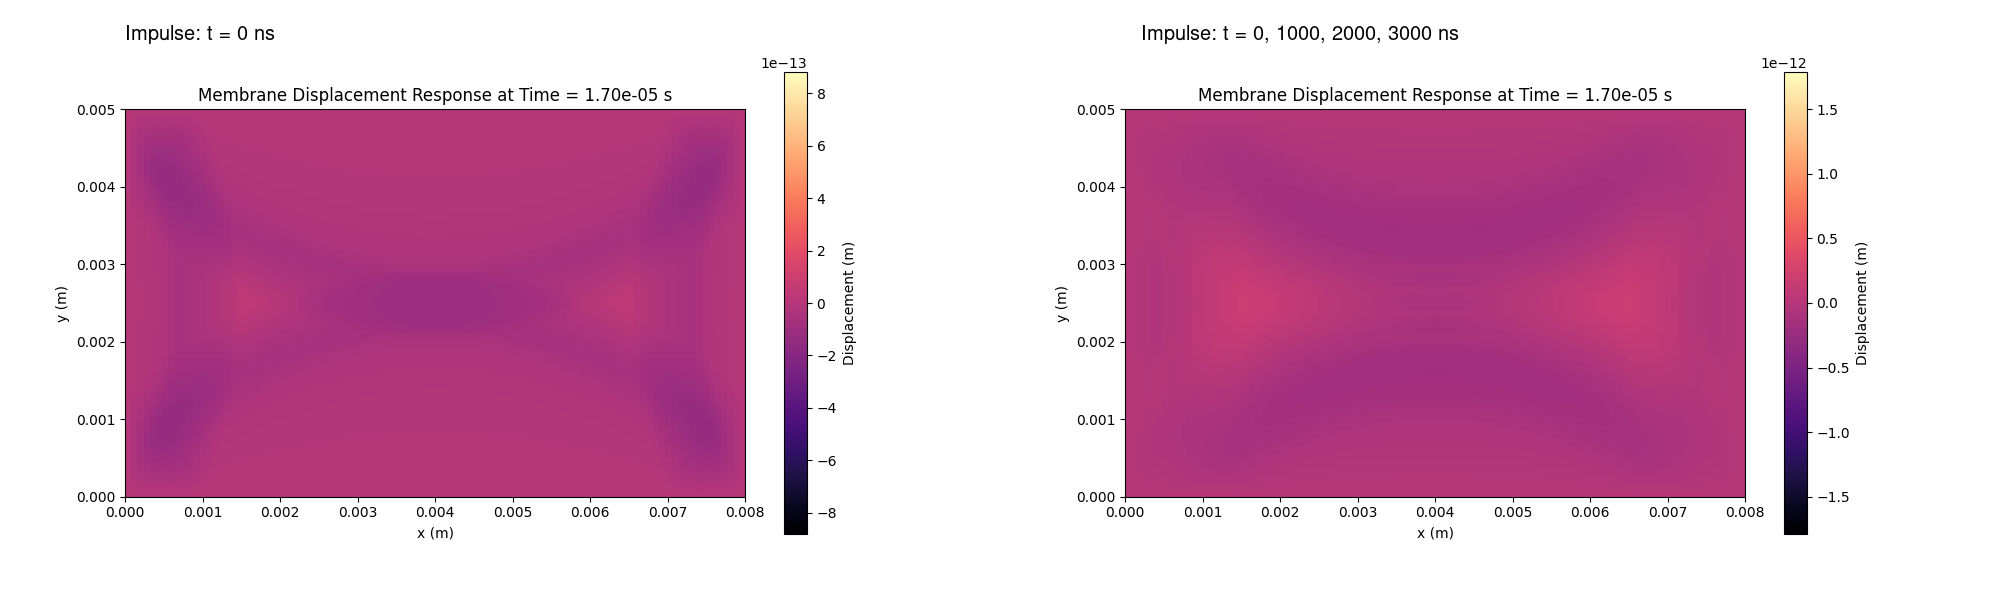 Impulse: t = 0 ns
1e−13
Membrane Displacement Response at Time = 1.70e-05 s
0.005
0.004
0.003
0.002
0.001
0.000
y (m)
0.000 0.001 0.002 0.003 0.004 0.005 0.006 0.007 0.008
x (m)
8
6
4
2
0
−2
−4
−6
−8
Displacement (m)
Impulse: t = 0, 1000, 2000, 3000 ns
1e−12
Membrane Displacement Response at Time = 1.70e-05 s
0.005
0.004
0.003
0.002
0.001
0.000
y (m)
0.000 0.001 0.002 0.003 0.004 0.005 0.006 0.007 0.008
x (m)
1.5
1.0
0.5
0.0
−0.5
−1.0
−1.5
Displacement (m)